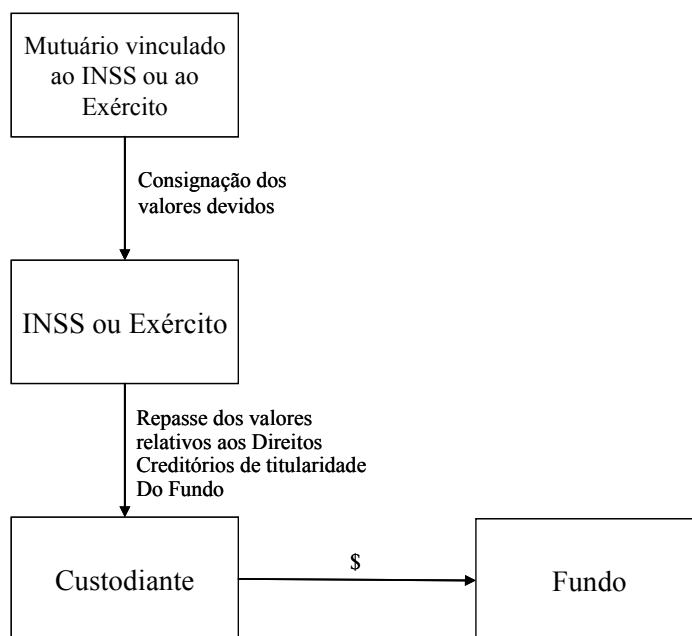 Mutuário vinculado
ao INSS ou ao
Exército
Consignação dos
valores devidos
INSS ou Exército
Repasse dos valores
relativos aos Direitos
Creditórios de titularidade
Do Fundo
Custodiante
$
Fundo